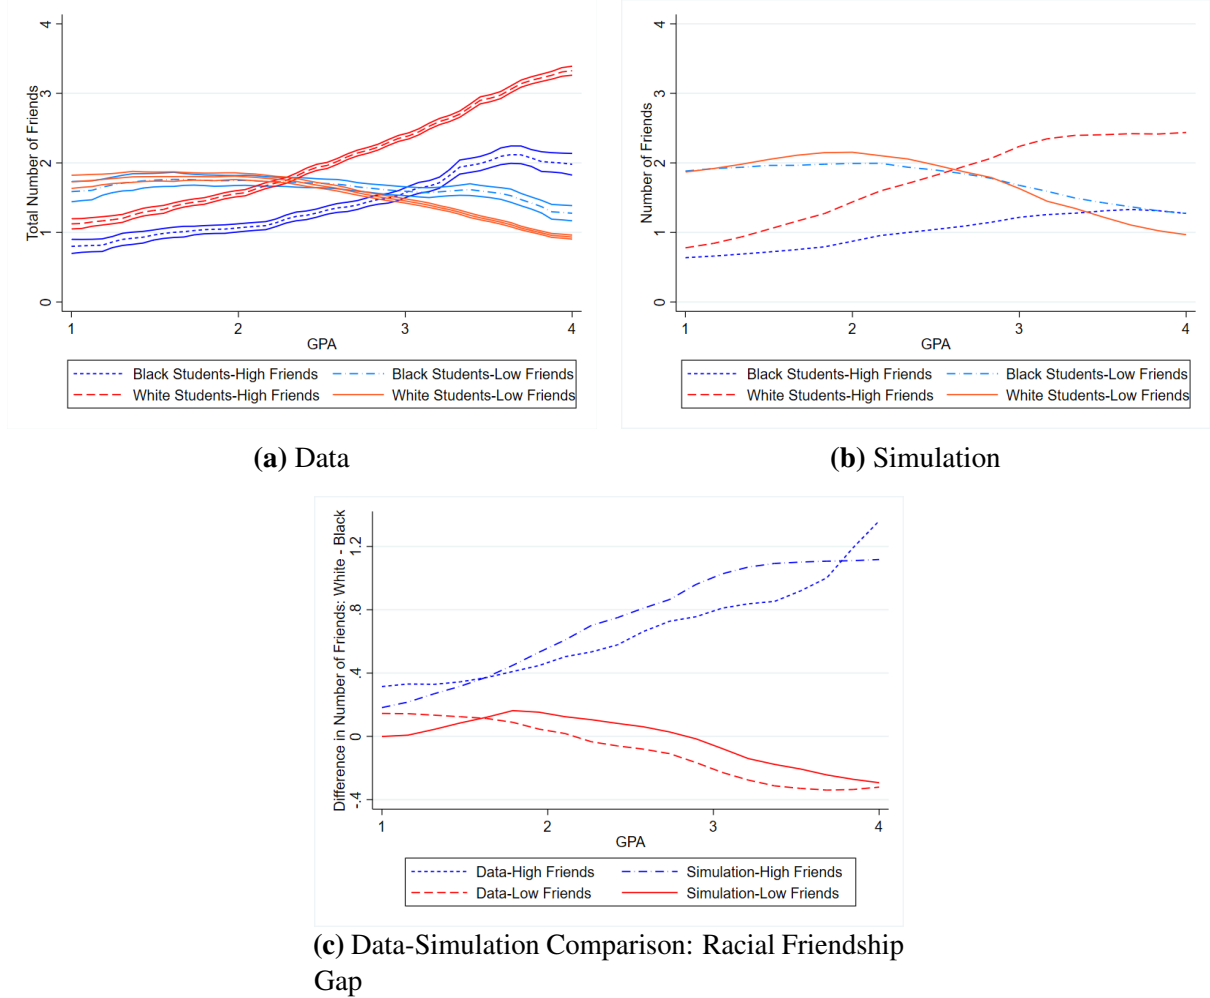 Total Number of Friends
4
3
2
1
0
1
2
3
4
GPA
Black Students-High Friends
Black Students-Low Friends
White Students-High Friends
White Students-Low Friends
(a) Data
Number of Friends
4
3
2
1
0
1
2
3
4
GPA
Black Students-High Friends
Black Students-Low Friends
White Students-High Friends
White Students-Low Friends
(b) Simulation
Difference in Number of Friends: White - Black
1.2
.8
.4
0
-.4
1
2
3
4
GPA
Data-High Friends
Simulation-High Friends
Data-Low Friends
Simulation-Low Friends
(c) Data-Simulation Comparison: Racial Friendship
Gap